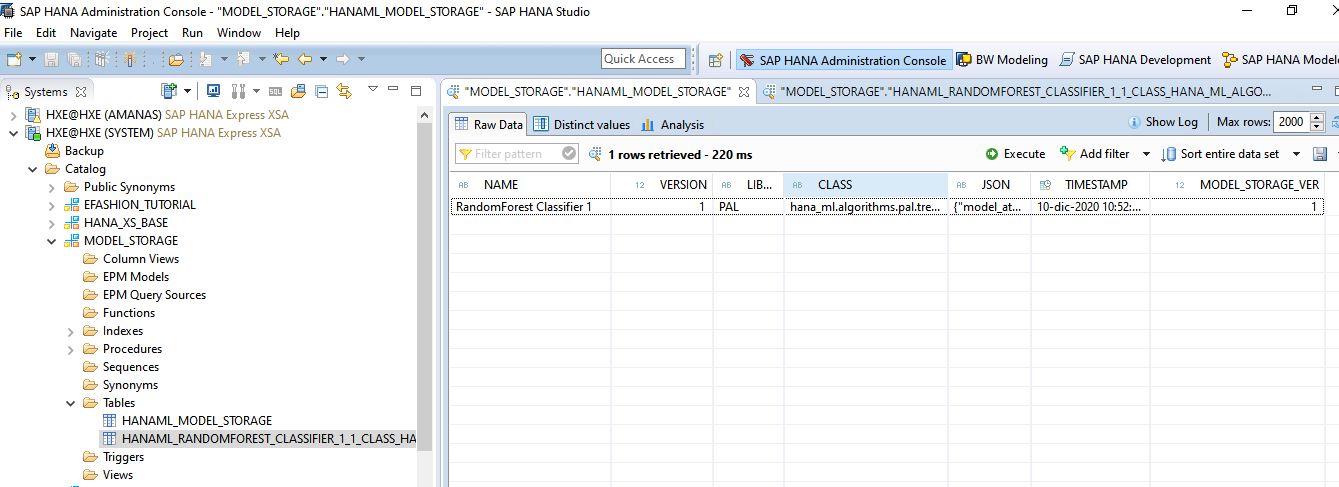 SAP HANA Administration Console - "MODEL_STORAGE"."HANAML_MODEL_STORAGE" - SAP HANA Studio
File Edit Navigate Project Run Window Help
Quick Access
SAP HANA Administration Console
BW Modeling
SAP HANA Development
SAP HANA Modele
Systems
HXE@HXE (AMANAS) SAP HANA Express XSA
HXE@HXE (SYSTEM) SAP HANA Express XSA
Backup
Catalog
Public Synonyms
EFASHION_TUTORIAL
HANA_XS_BASE
MODEL_STORAGE
Column Views
EPM Models
EPM Query Sources
Functions
Indexes
Procedures
Sequences
Synonyms
Tables
HANAML_MODEL_STORAGE
HANAML_RANDOMFOREST_CLASSIFIER_1_1_CLASS_HA
Triggers
Views
"MODEL_STORAGE"."HANAML_MODEL_STORAGE"
"MODEL_STORAGE"."HANAML_RANDOMFOREST_CLASSIFIER_1_1_CLASS_HANA_ML_ALGO...
Raw Data
Distinct values
Analysis
Show Log
Max rows: 2000
Filter pattern
1 rows retrieved - 220 ms
Execute
Add filter
Sort entire data set
AB NAME 12 VERSION AB LIB... AB CLASS AB JSON TIMESTAMP 12 MODEL_STORAGE_VER
RandomForest Classifier 1 1 PAL hana_ml.algorithms.pal.tre... {"model_at... 10-dic-2020 10:52:... 1